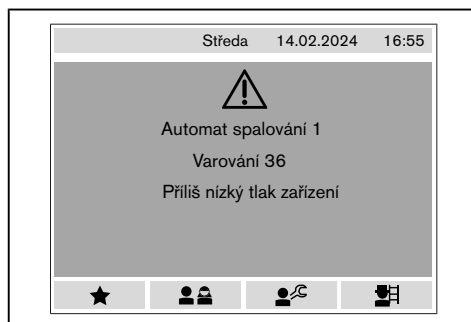 Středa 14.02.2024 16:55
Automat spalování 1
Varování 36
Příliš nízký tlak zařízení